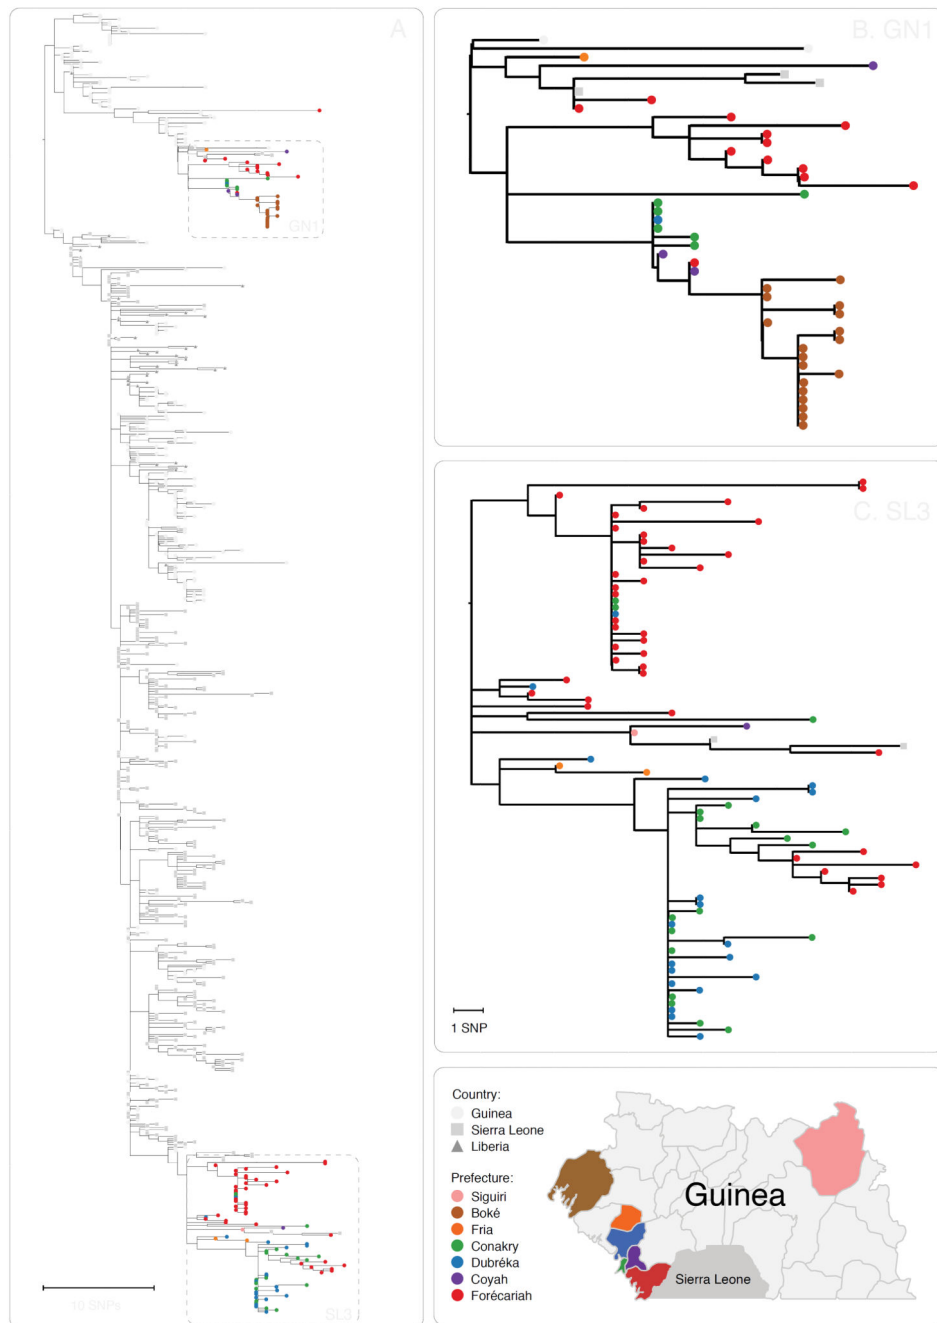 A
GN1
10 SNPs
SL3
B. GN1
C. SL3
1 SNP
Country:
Guinea
Sierra Leone
Liberia
Prefecture:
Siguiri
Boké
Fria
Conakry
Dubréka
Coyah
Forécariah
Guinea
Sierra Leone